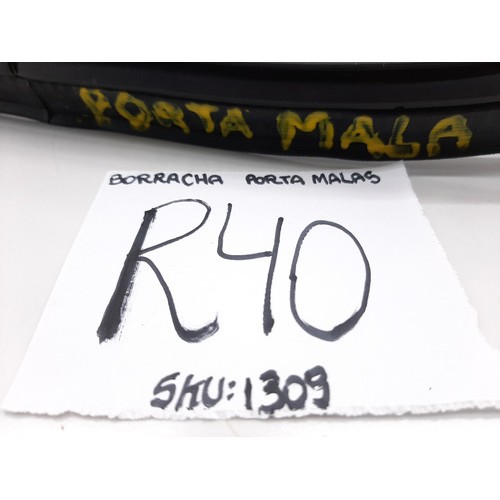 PORTA MALA
BORRACHA PORTA MALAS
R40
SKU:1309